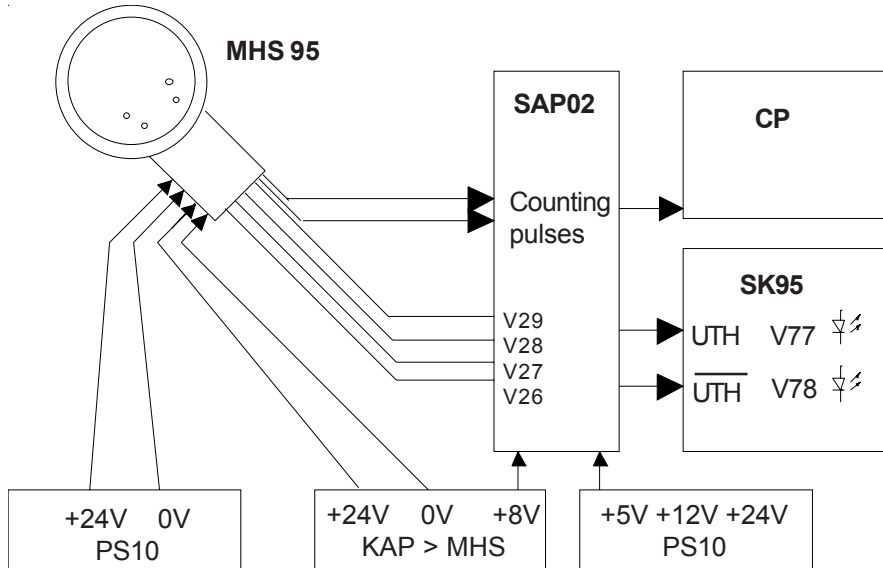 MHS 95
SAP02
CP
Counting
pulses
SK95
V29
V28
V27
V26
UTH V77
U̅T̅H̅ V78
+24V 0V
PS10
+24V 0V +8V
KAP > MHS
+5V +12V +24V
PS10